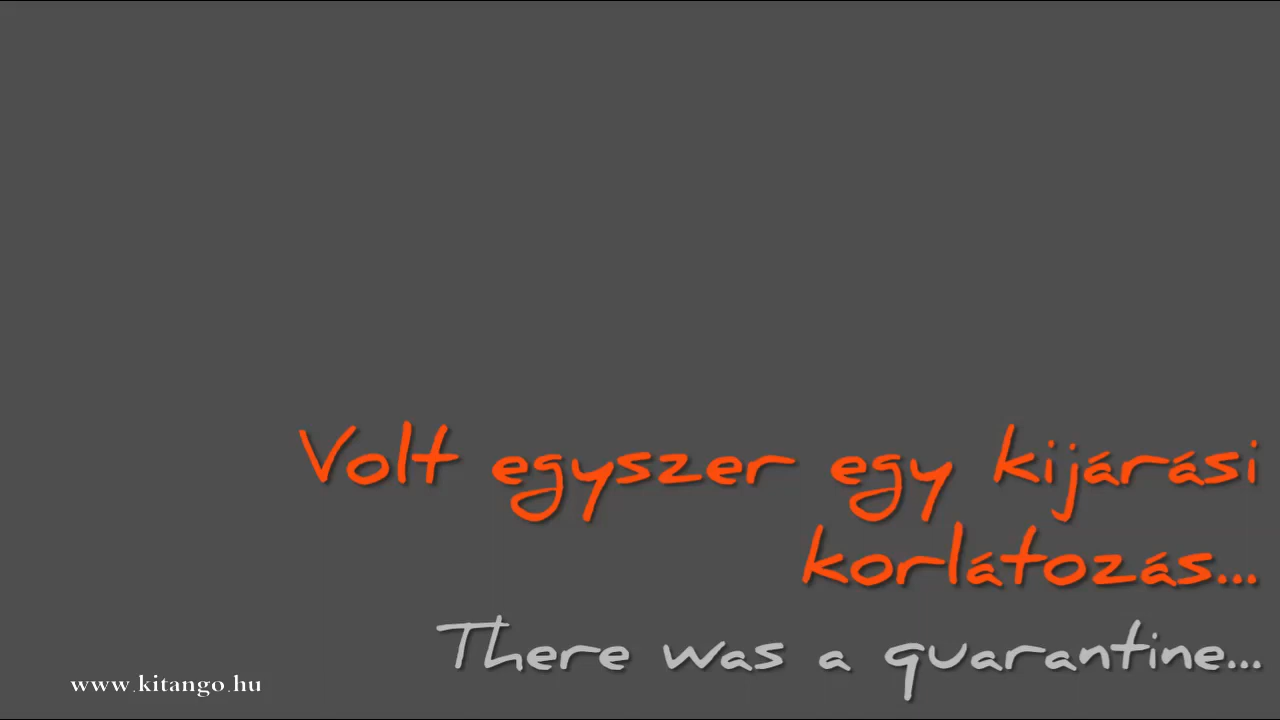 Volt egyszer egy kijárási
korlátozás...
There was a quarantine...
www.kitango.hu